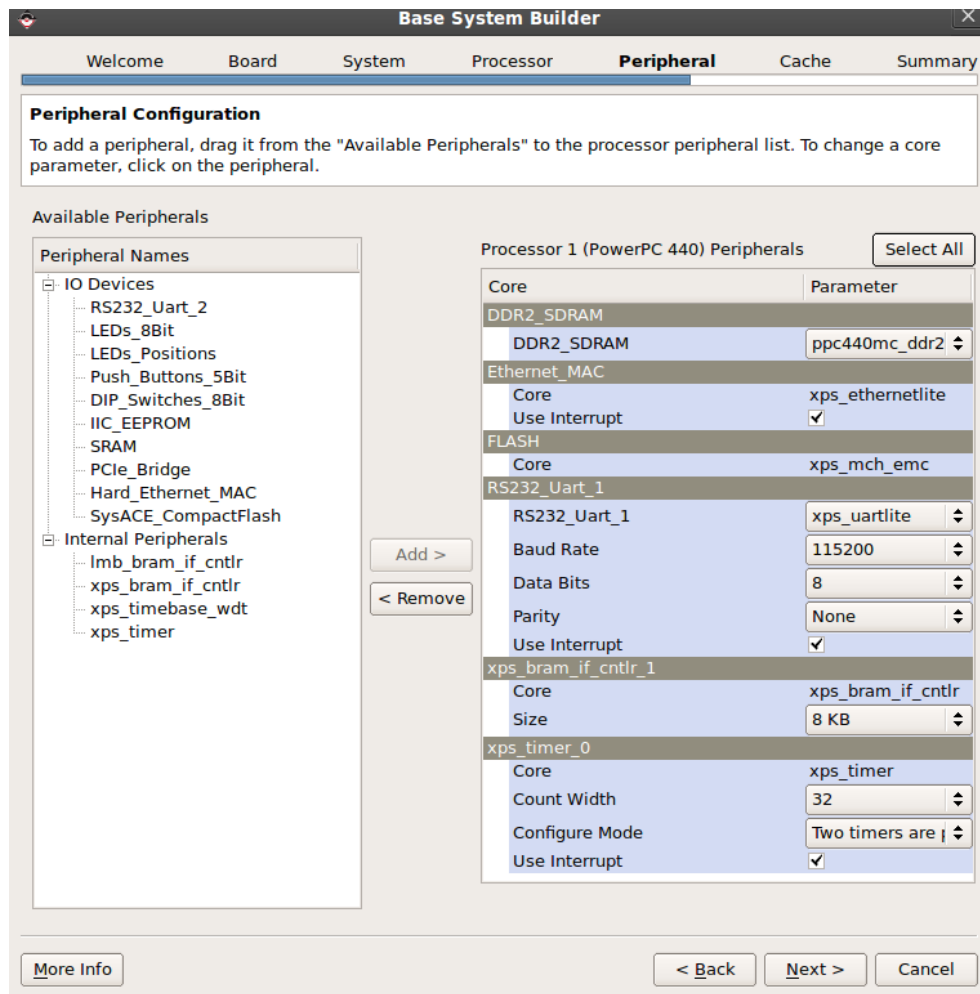 Base System Builder
Welcome Board System Processor Peripheral Cache Summary
Peripheral Configuration
To add a peripheral, drag it from the "Available Peripherals" to the processor peripheral list. To change a core
parameter, click on the peripheral.
Available Peripherals
Peripheral Names
IO Devices
RS232_Uart_2
LEDs_8Bit
LEDs_Positions
Push_Buttons_5Bit
DIP_Switches_8Bit
IIC_EEPROM
SRAM
PCIe_Bridge
Hard_Ethernet_MAC
SysACE_CompactFlash
Internal Peripherals
lmb_bram_if_cntlr
xps_bram_if_cntlr
xps_timebase_wdt
xps_timer
Add >
< Remove
Processor 1 (PowerPC 440) Peripherals Select All
Core Parameter
DDR2_SDRAM
DDR2_SDRAM ppc440mc_ddr2
Ethernet_MAC
Core xps_ethernetlite
Use Interrupt
FLASH
Core xps_mch_emc
RS232_Uart_1
RS232_Uart_1 xps_uartlite
Baud Rate 115200
Data Bits 8
Parity None
Use Interrupt
xps_bram_if_cntlr_1
Core xps_bram_if_cntlr
Size 8 KB
xps_timer_0
Core xps_timer
Count Width 32
Configure Mode Two timers are
Use Interrupt
More Info < Back Next > Cancel